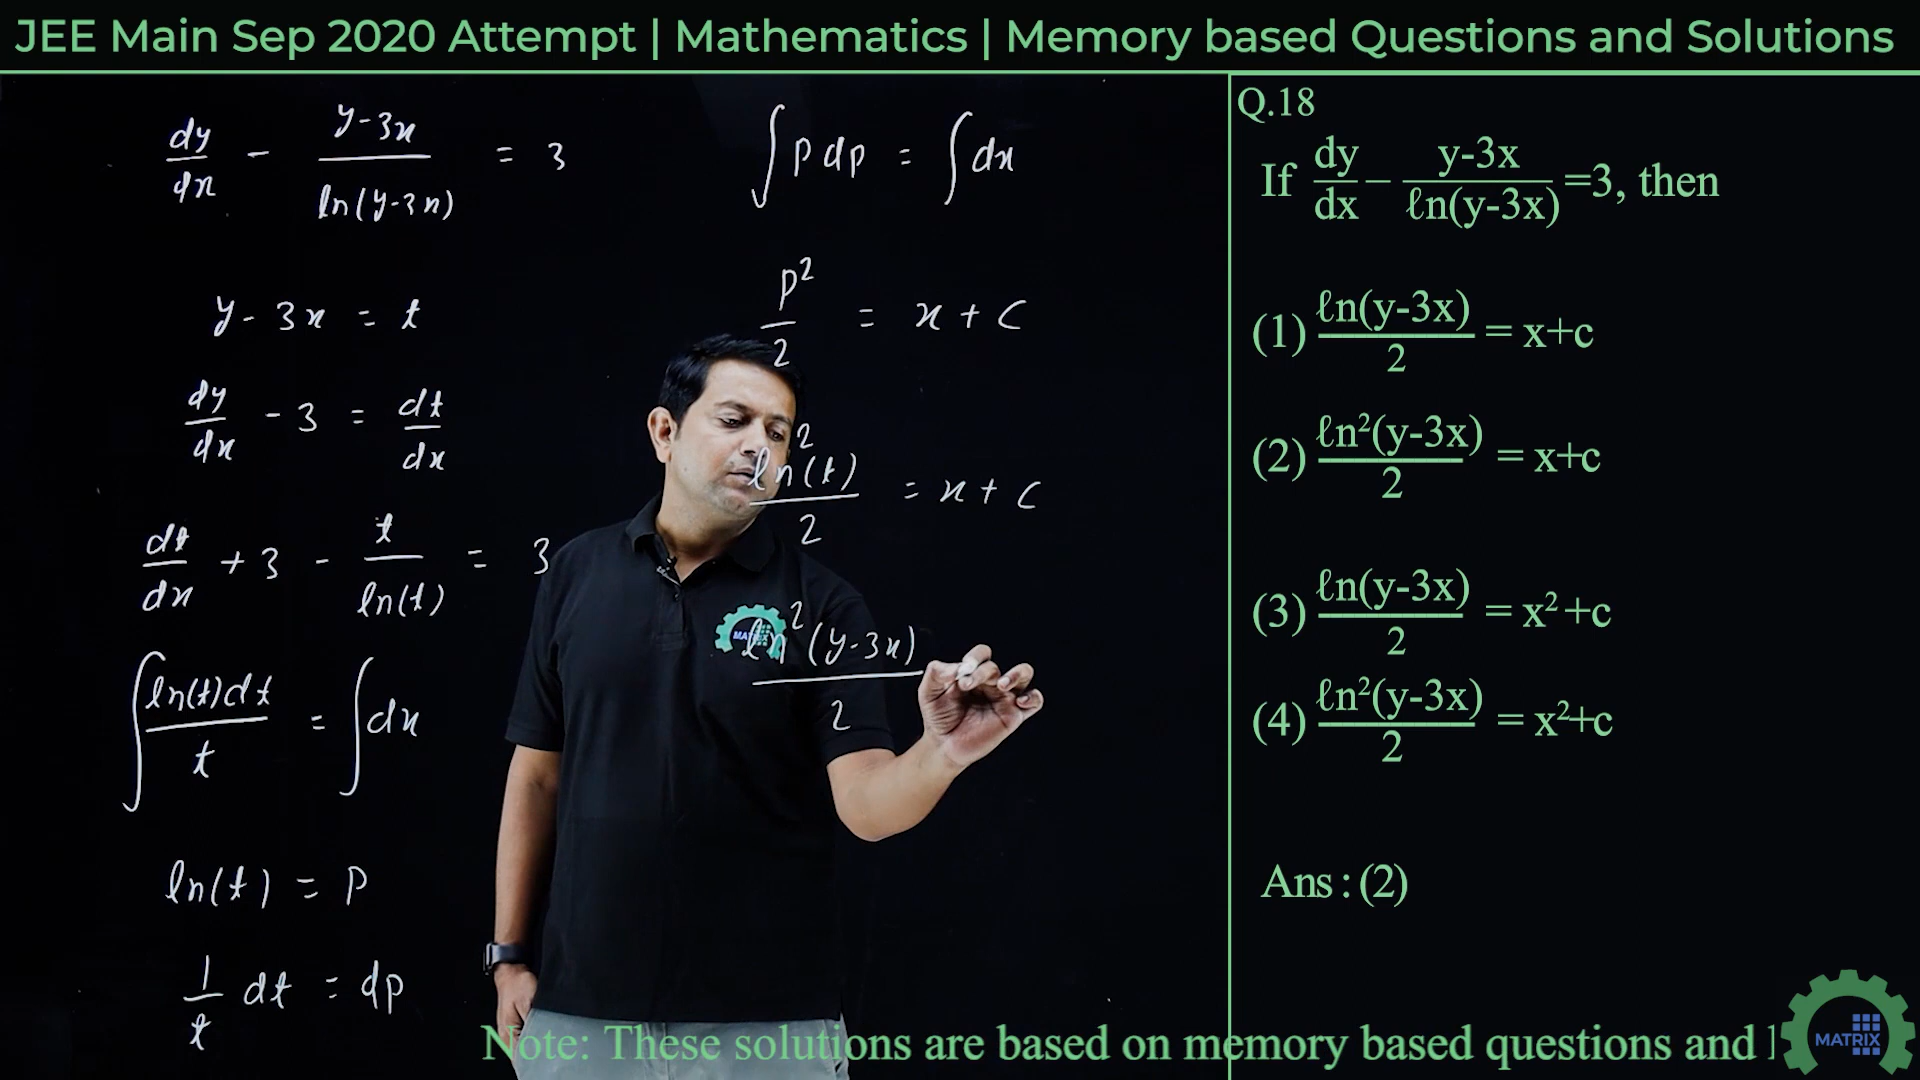 JEE Main Sep 2020 Attempt | Mathematics | Memory based Questions and Solutions
dy/dx - (y-3x)/ln(y-3x) = 3
y - 3x = t
dy/dx - 3 = dt/dx
dt/dx + 3 - t/ln(t) = 3
∫ ln(t)dt/t = ∫dx
ln(t) = p
1/t dt = dp
∫p dp = ∫dx
p²/2 = x + c
ln²(t)/2 = x + c
ln²(y-3x)/2
MATRIX
Q.18
If dy/dx - (y-3x)/ℓn(y-3x) =3, then
(1) ℓn(y-3x)/2 = x+c
(2) ℓn²(y-3x)/2 = x+c
(3) ℓn(y-3x)/2 = x²+c
(4) ℓn²(y-3x)/2 = x²+c
Ans : (2)
Note: These solutions are based on memory based questions and
MATRIX